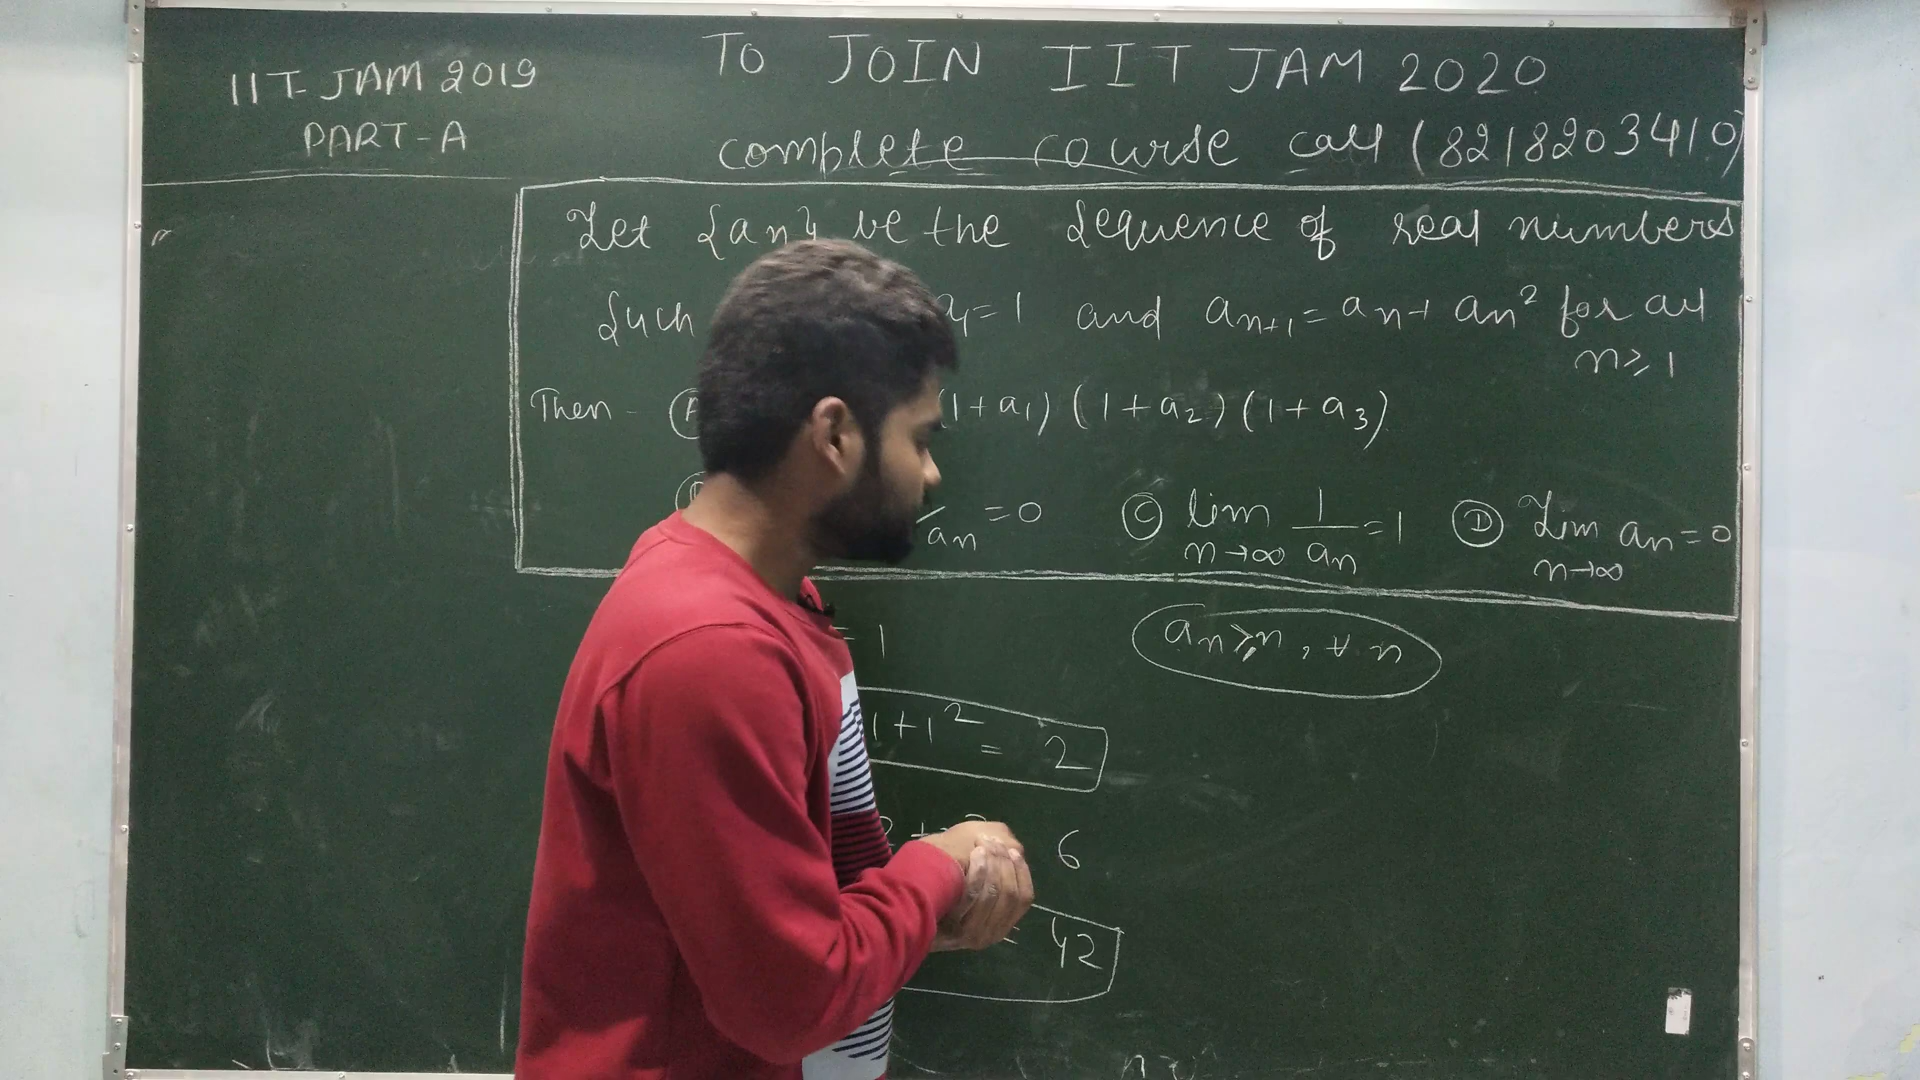 IIT JAM 2019
PART-A
TO JOIN IIT JAM 2020
complete course call (8218203410)
Let {an} be the sequence of real numbers
Such a1=1 and an+1=an+an² for all
n≥1
Then - (1+a1)(1+a2)(1+a3)
an =0 Ⓒ lim n→∞ 1/an =1 Ⓓ Lim n→∞ an=0
= 1
an≥n, ∀ n
1+1² = 2
6
= 42